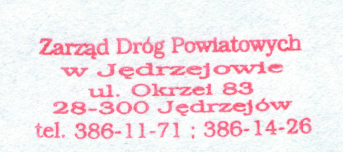 Zarząd Dróg Powiatowych
w Jędrzejowie
ul. Okrzei 83
28-300 Jędrzejów
tel. 386-11-71 ; 386-14-26